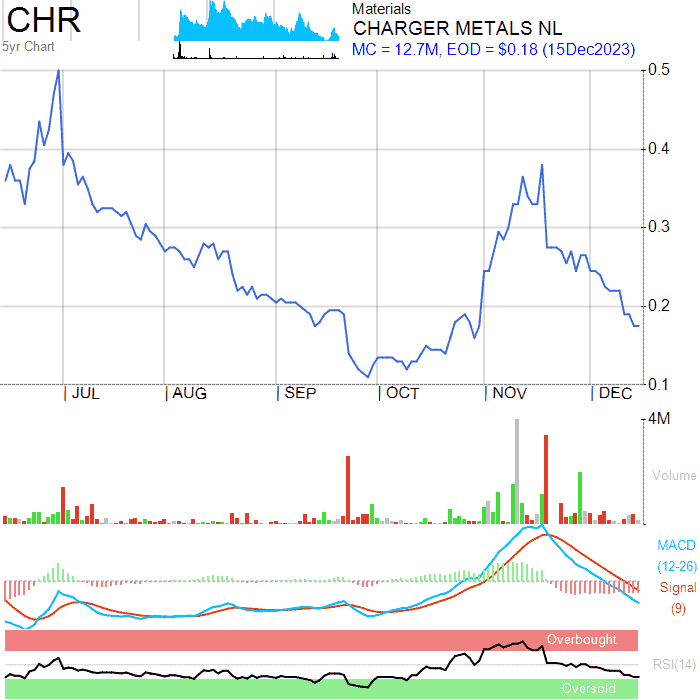 CHR
5yr Chart
Materials
CHARGER METALS NL
MC = 12.7M, EOD = $0.18 (15Dec2023)
0.5
0.4
0.3
0.2
0.1
JUL
AUG
SEP
OCT
NOV
DEC
4M
Volume
MACD
(12-26)
Signal
(9)
Overbought
RSI(14)
Oversold